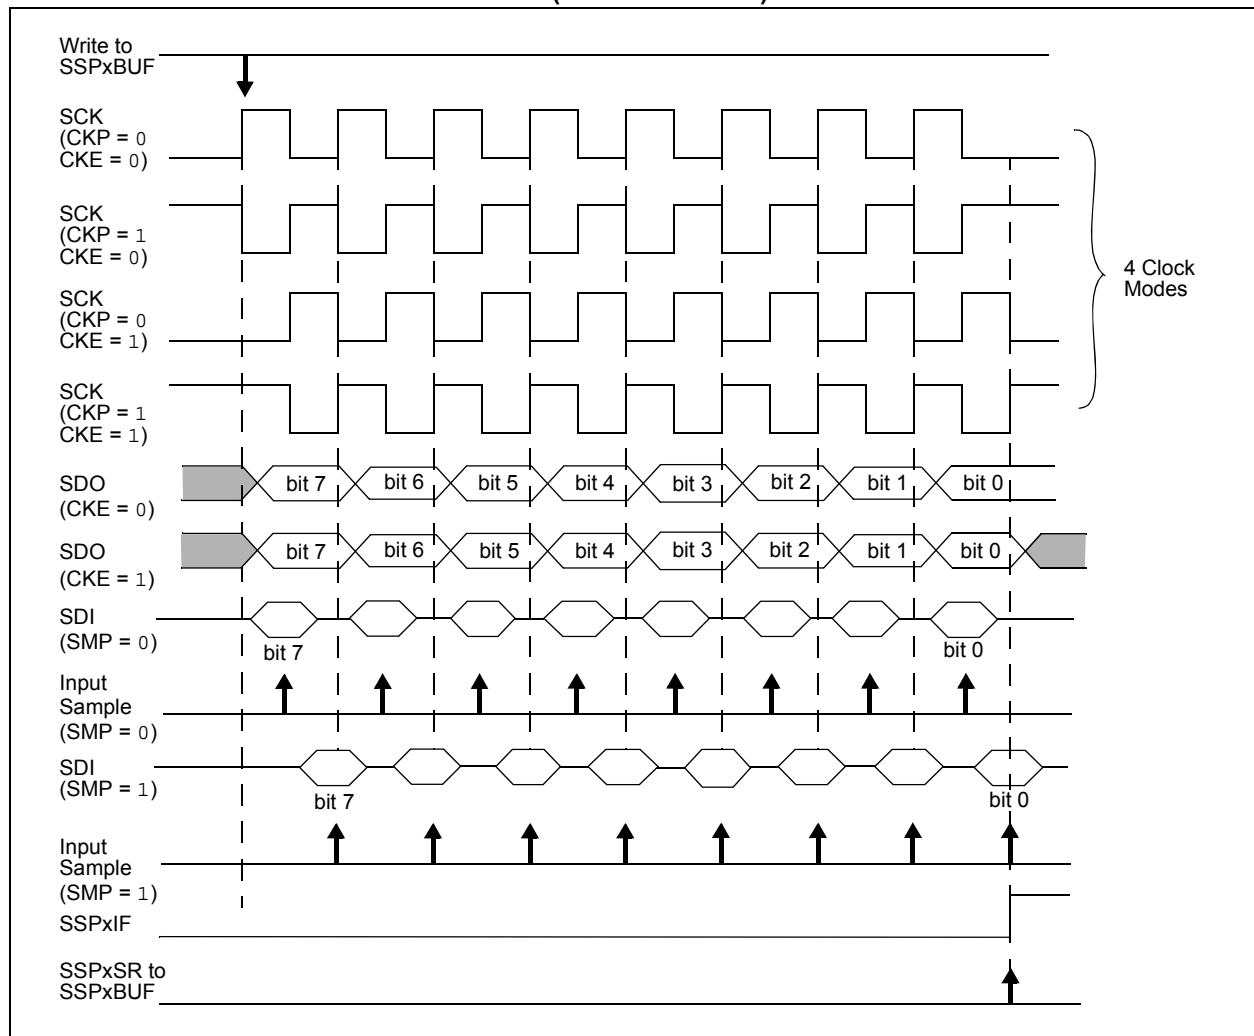 Write to
SSPxBUF
SCK
(CKP = 0
CKE = 0)
SCK
(CKP = 1
CKE = 0)
SCK
(CKP = 0
CKE = 1)
SCK
(CKP = 1
CKE = 1)
4 Clock
Modes
SDO
(CKE = 0)
bit 7 bit 6 bit 5 bit 4 bit 3 bit 2 bit 1 bit 0
SDO
(CKE = 1)
bit 7 bit 6 bit 5 bit 4 bit 3 bit 2 bit 1 bit 0
SDI
(SMP = 0)
bit 7 bit 0
Input
Sample
(SMP = 0)
SDI
(SMP = 1)
bit 7 bit 0
Input
Sample
(SMP = 1)
SSPxIF
SSPxSR to
SSPxBUF